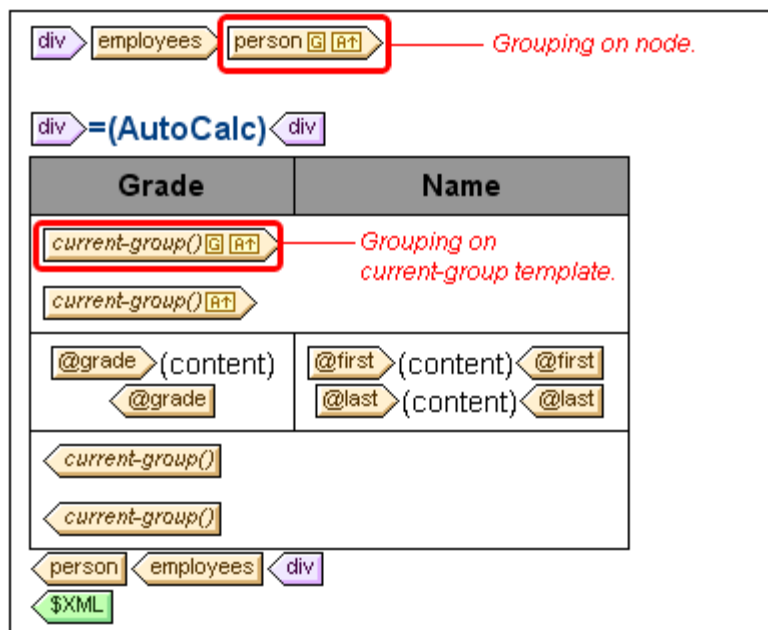 div employees person G A↑ Grouping on node.
div =(AutoCalc) div
Grade Name
current-group() G A↑ Grouping on
current-group template.
current-group() A↑
@grade (content) @first (content) @first
@grade @last (content) @last
current-group()
current-group()
person employees div
$XML